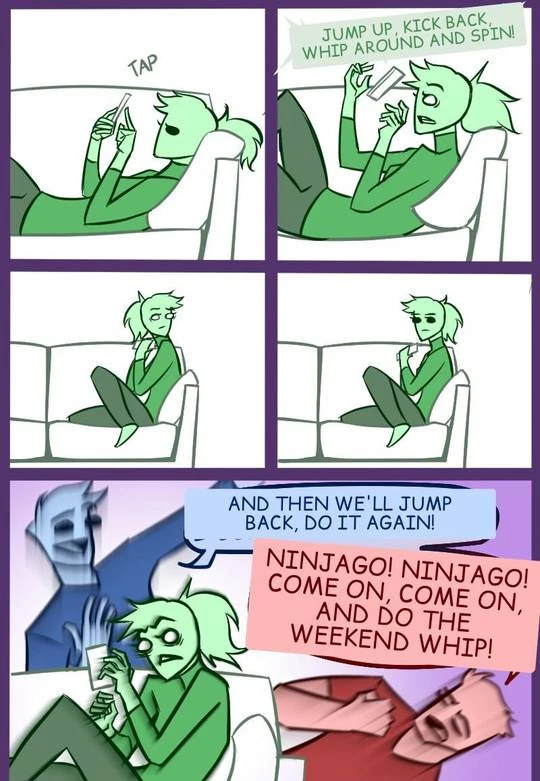 TAP
JUMP UP, KICK BACK,
WHIP AROUND AND SPIN!
AND THEN WE'LL JUMP
BACK, DO IT AGAIN!
NINJAGO! NINJAGO!
COME ON, COME ON,
AND DO THE
WEEKEND WHIP!